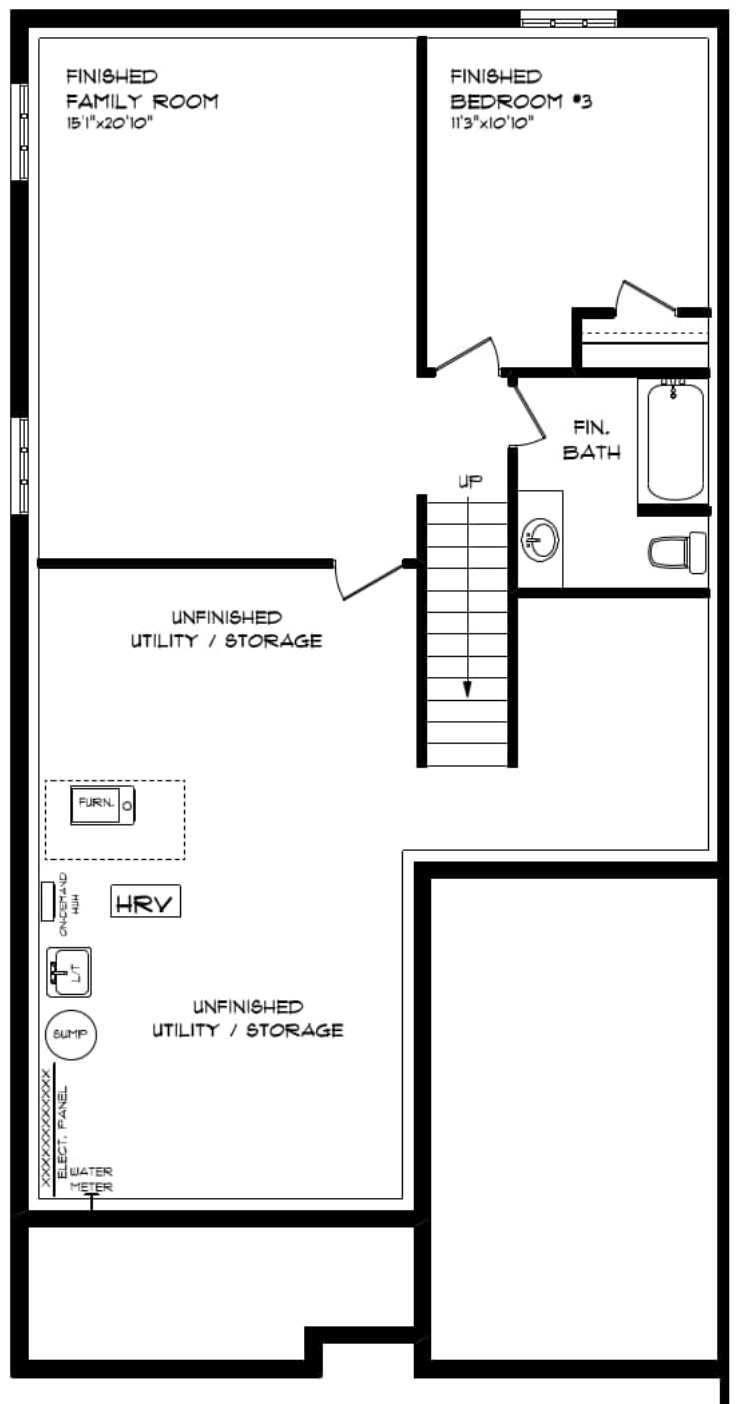 FINISHED
FAMILY ROOM
15'1"x20'10"
FINISHED
BEDROOM #3
11'3"x10'10"
FIN.
BATH
UP
UNFINISHED
UTILITY / STORAGE
FURN.
ON-DEMAND
HWH
HRV
L/T
UNFINISHED
UTILITY / STORAGE
SUMP
XXXXXXXXXXXXX
ELECT. PANEL
WATER
METER